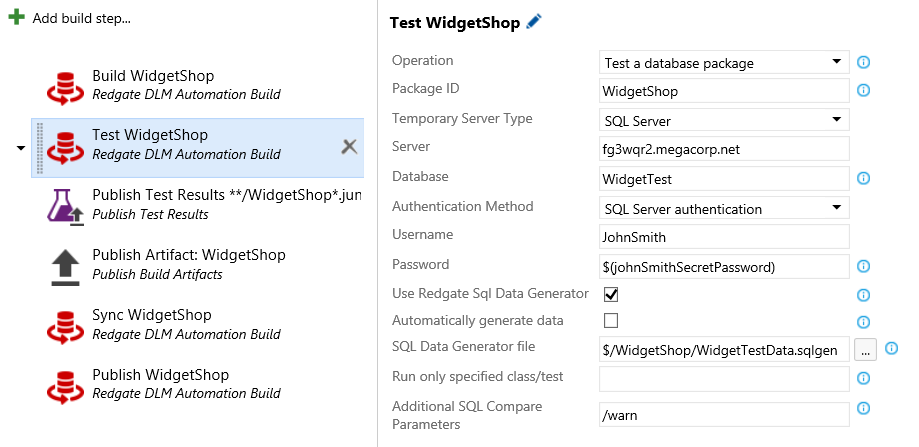 Add build step...
Build WidgetShop
Redgate DLM Automation Build
Test WidgetShop
Redgate DLM Automation Build
Publish Test Results **/WidgetShop*.jun
Publish Test Results
Publish Artifact: WidgetShop
Publish Build Artifacts
Sync WidgetShop
Redgate DLM Automation Build
Publish WidgetShop
Redgate DLM Automation Build
Test WidgetShop
Operation Test a database package
Package ID WidgetShop
Temporary Server Type SQL Server
Server fg3wqr2.megacorp.net
Database WidgetTest
Authentication Method SQL Server authentication
Username JohnSmith
Password $(johnSmithSecretPassword)
Use Redgate Sql Data Generator
Automatically generate data
SQL Data Generator file $/WidgetShop/WidgetTestData.sqlgen ...
Run only specified class/test
Additional SQL Compare
Parameters /warn